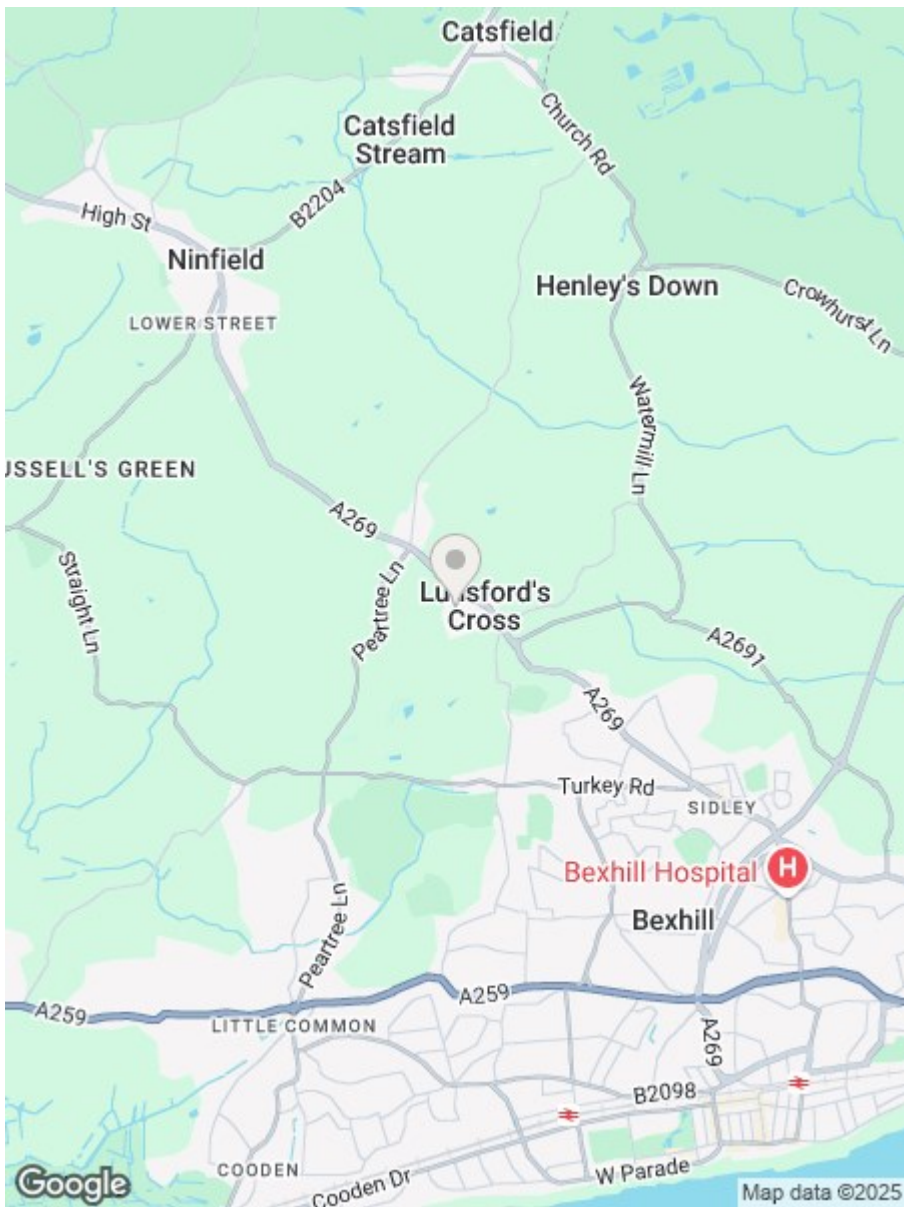 Catsfield
Church Rd
Catsfield
Stream
B2204
High St
Ninfield
Henley's Down
Crowhurst Ln
LOWER STREET
Watermill Ln
USSELL'S GREEN
A269
Straight Ln
Peartree Ln
Cross
A2691
A269
Turkey Rd
SIDLEY
Bexhill Hospital
H
Bexhill
Peartree Ln
A259
A259
LITTLE COMMON
A269
B2098
COODEN
Cooden Dr
W Parade
Google
Map data ©2025